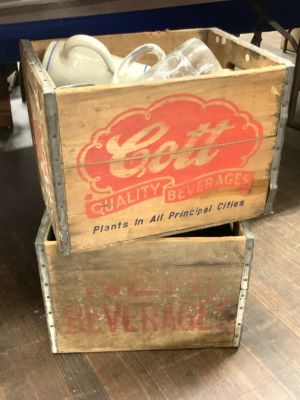 Cott
QUALITY BEVERAGES
Plants In All Principal Cities
BEVERAGES